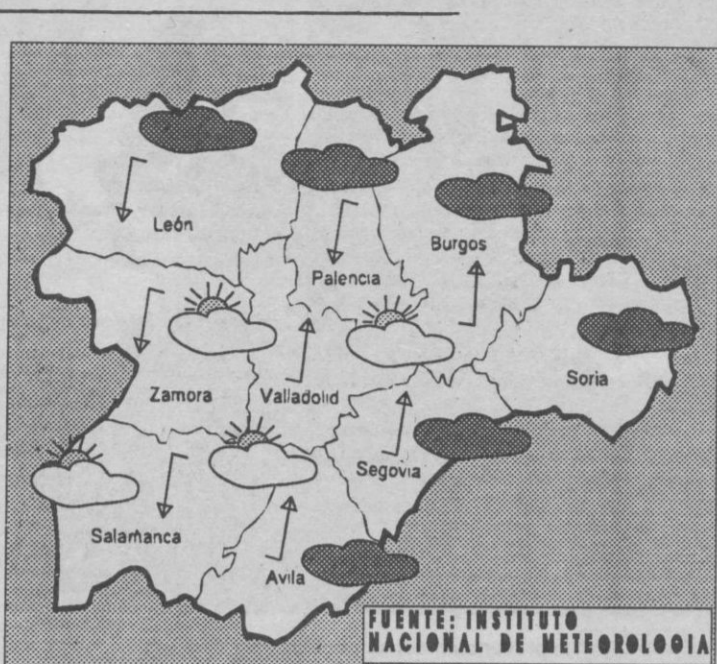 León
Palencia
Burgos
Zamora
Valladolid
Soria
Segovia
Salamanca
Avila
FUENTE: INSTITUTO
NACIONAL DE METEOROLOGIA